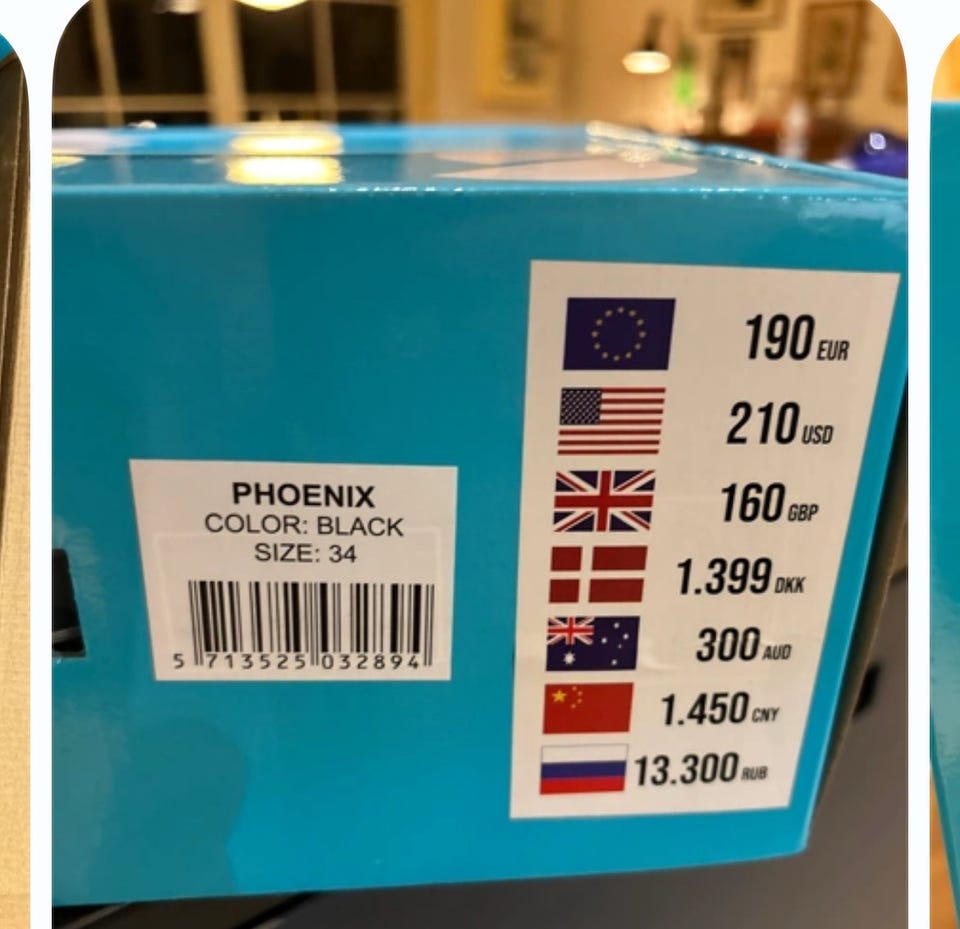 PHOENIX
COLOR: BLACK
SIZE: 34
5 713525 032894
190 EUR
210 USD
160 GBP
1.399 DKK
300 AUD
1.450 CNY
13.300 RUB